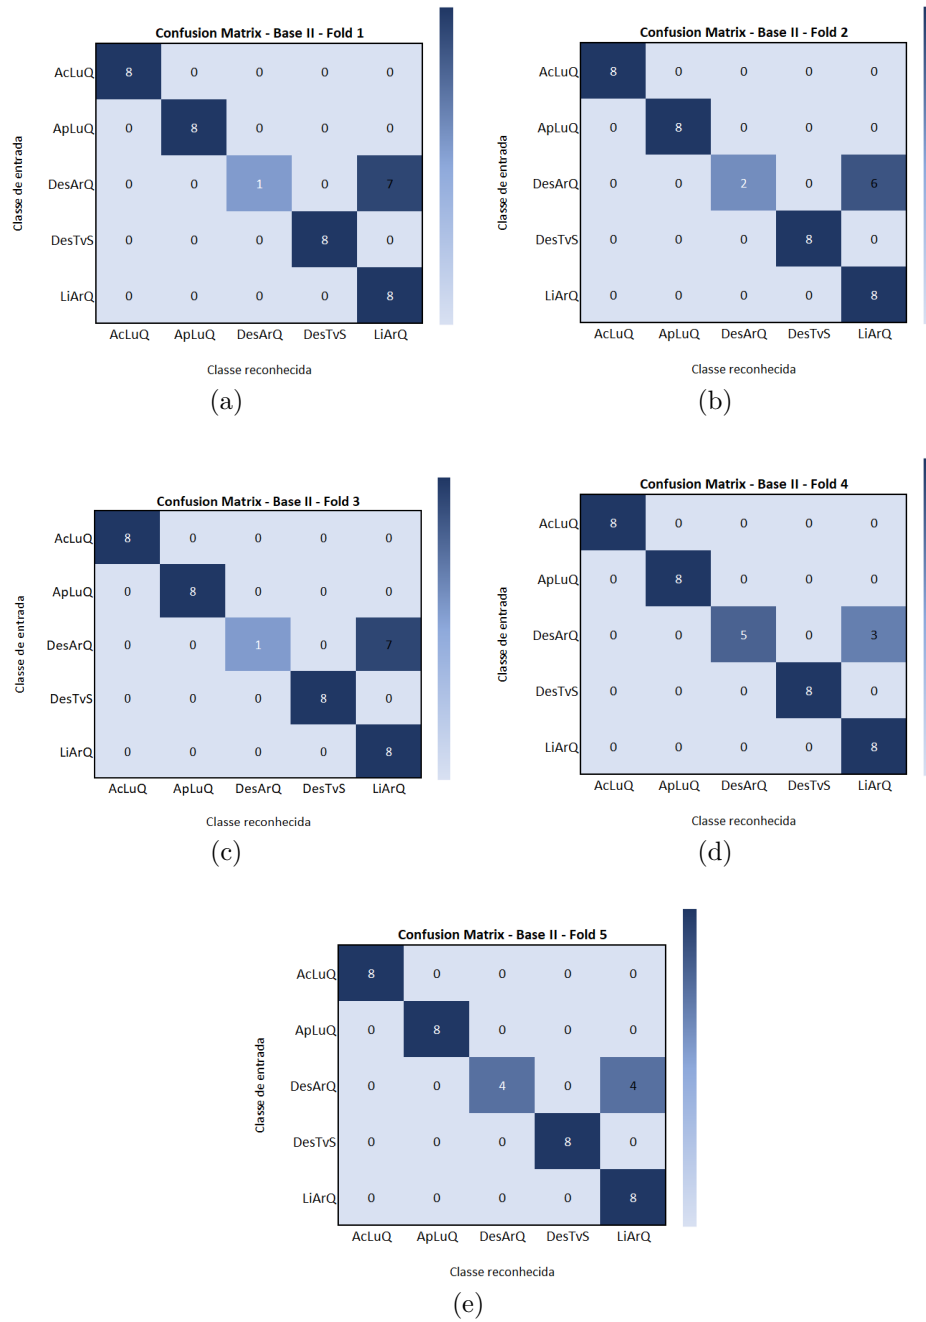 Confusion Matrix - Base II - Fold 1
Classe de entrada
AcLuQ 8 0 0 0 0
ApLuQ 0 8 0 0 0
DesArQ 0 0 1 0 7
DesTvS 0 0 0 8 0
LiArQ 0 0 0 0 8
AcLuQ ApLuQ DesArQ DesTvS LiArQ
Classe reconhecida
(a)
Confusion Matrix - Base II - Fold 2
Classe de entrada
AcLuQ 8 0 0 0 0
ApLuQ 0 8 0 0 0
DesArQ 0 0 2 0 6
DesTvS 0 0 0 8 0
LiArQ 0 0 0 0 8
AcLuQ ApLuQ DesArQ DesTvS LiArQ
Classe reconhecida
(b)
Confusion Matrix - Base II - Fold 3
Classe de entrada
AcLuQ 8 0 0 0 0
ApLuQ 0 8 0 0 0
DesArQ 0 0 1 0 7
DesTvS 0 0 0 8 0
LiArQ 0 0 0 0 8
AcLuQ ApLuQ DesArQ DesTvS LiArQ
Classe reconhecida
(c)
Confusion Matrix - Base II - Fold 4
Classe de entrada
AcLuQ 8 0 0 0 0
ApLuQ 0 8 0 0 0
DesArQ 0 0 5 0 3
DesTvS 0 0 0 8 0
LiArQ 0 0 0 0 8
AcLuQ ApLuQ DesArQ DesTvS LiArQ
Classe reconhecida
(d)
Confusion Matrix - Base II - Fold 5
Classe de entrada
AcLuQ 8 0 0 0 0
ApLuQ 0 8 0 0 0
DesArQ 0 0 4 0 4
DesTvS 0 0 0 8 0
LiArQ 0 0 0 0 8
AcLuQ ApLuQ DesArQ DesTvS LiArQ
Classe reconhecida
(e)